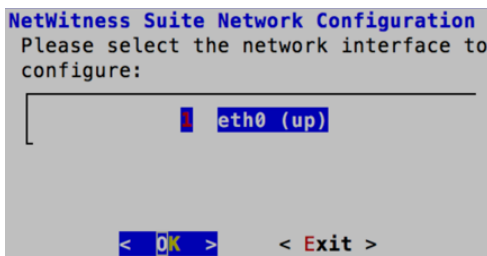 NetWitness Suite Network Configuration
Please select the network interface to
configure:
1 eth0 (up)
< OK > < Exit >